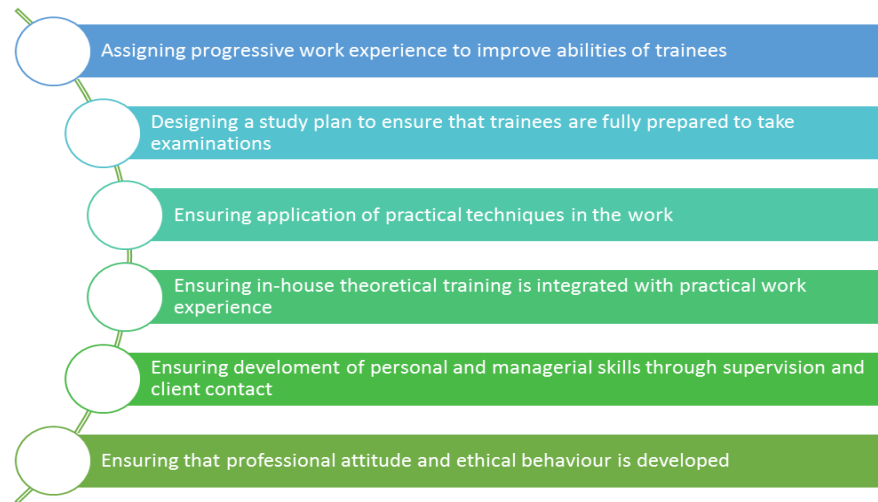 Assigning progressive work experience to improve abilities of trainees
Designing a study plan to ensure that trainees are fully prepared to take
examinations
Ensuring application of practical techniques in the work
Ensuring in-house theoretical training is integrated with practical work
experience
Ensuring develoment of personal and managerial skills through supervision and
client contact
Ensuring that professional attitude and ethical behaviour is developed